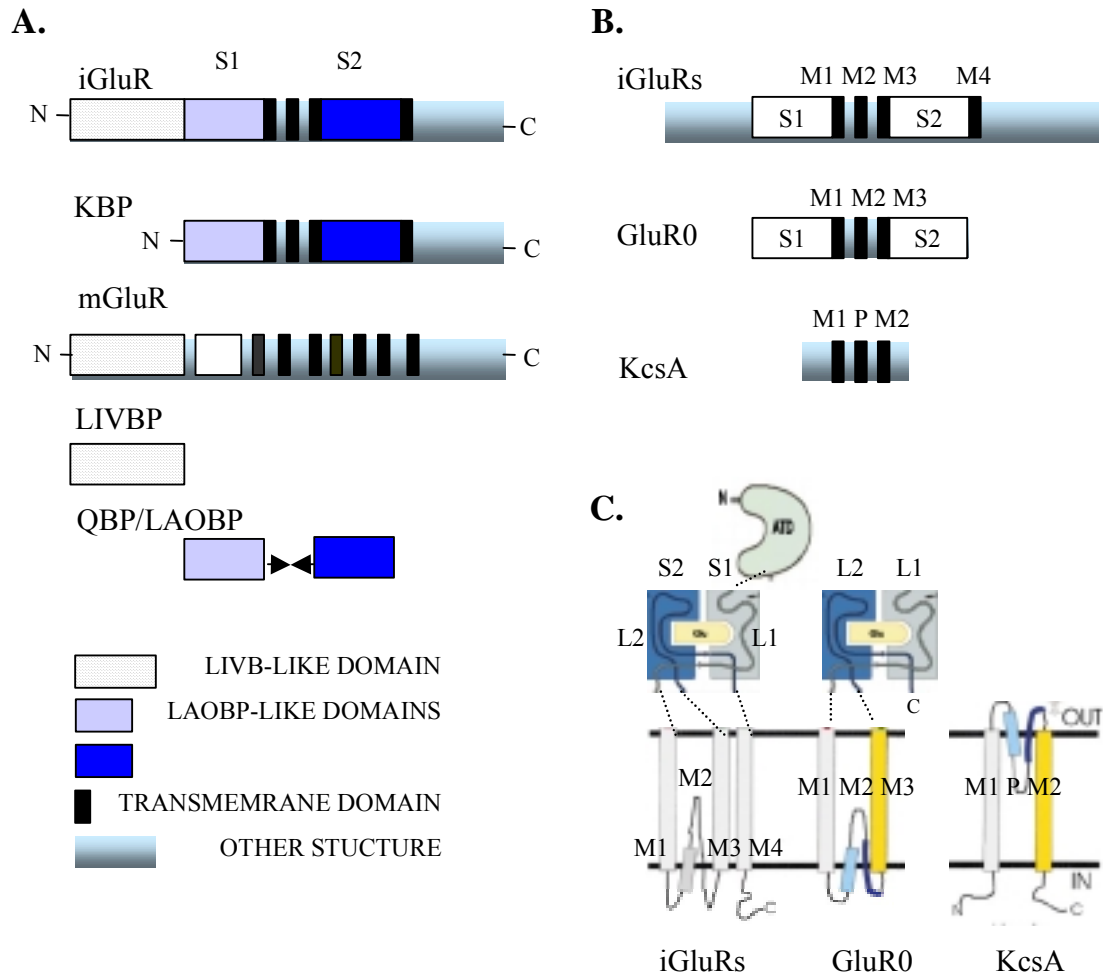 A.
S1 S2
iGluR
N C
KBP
N C
mGluR
N C
LIVBP
QBP/LAOBP
LIVB-LIKE DOMAIN
LAOBP-LIKE DOMAINS
TRANSMEMRANE DOMAIN
OTHER STUCTURE
B.
iGluRs M1 M2 M3 M4
S1 S2
M1 M2 M3
GluR0 S1 S2
M1 P M2
KcsA
C.
N ATD
S2 S1 L2 L1
L2 Glu L1 Glu
C
OUT
M2 M1 M2 M3 M1 P M2
M1 M3 M4
IN
C N C
iGluRs GluR0 KcsA